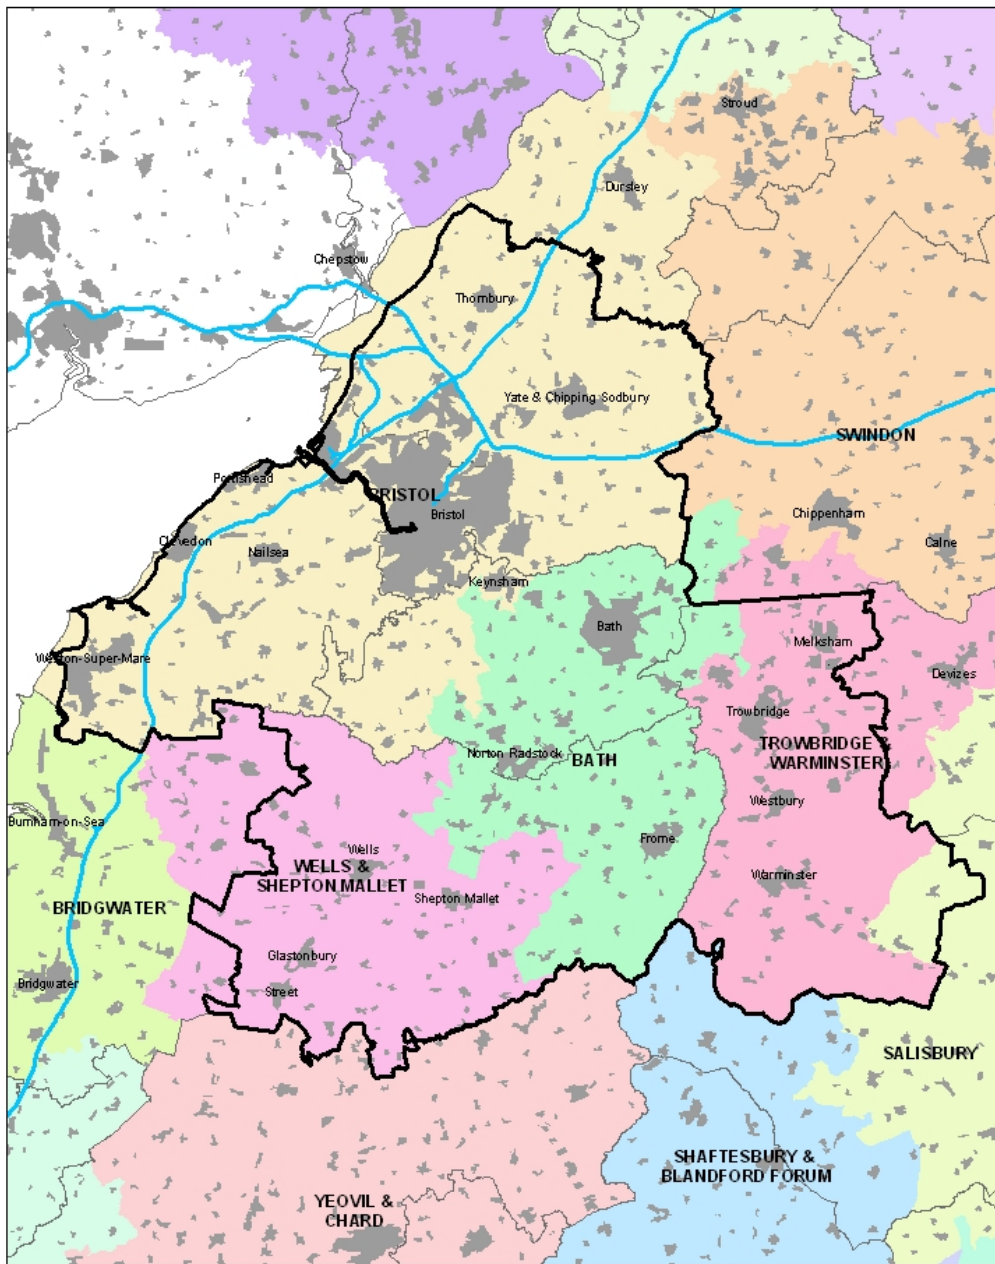 Stroud
Dursley
Chepstow
Thornbury
Yate & Chipping Sodbury
SWINDON
Portishead
BRISTOL
Bristol
Chippenham
Clevedon
Nailsea
Calne
Keynsham
Bath
Melksham
Weston-Super-Mare
Devizes
Trowbridge
TROWBRIDGE &
WARMINSTER
Norton Radstock
BATH
Westbury
Burnham-on-Sea
Frome
Wells
WELLS &
SHEPTON MALLET
Warminster
Shepton Mallet
BRIDGWATER
Glastonbury
Bridgwater
Street
SALISBURY
SHAFTESBURY &
BLANDFORD FORUM
YEOVIL &
CHARD